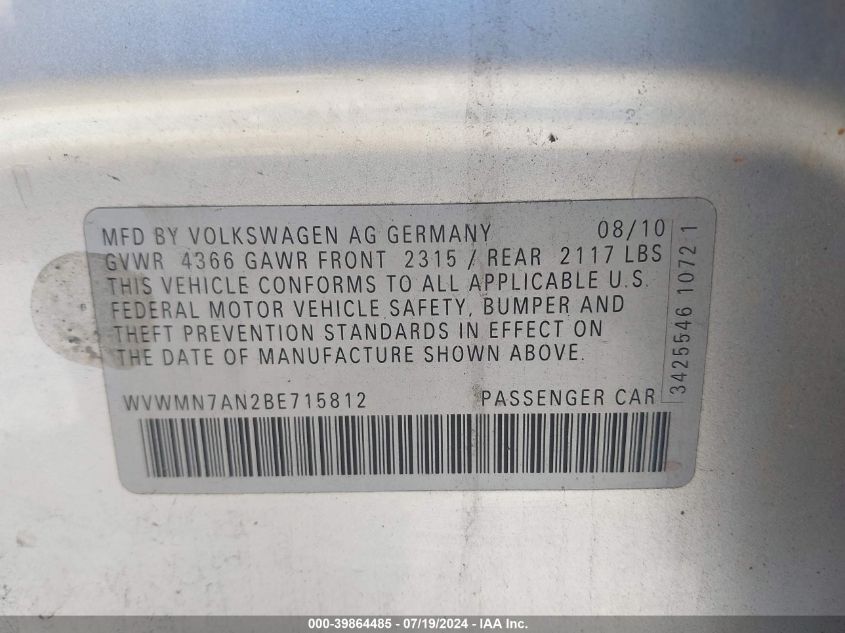 MFD BY VOLKSWAGEN AG GERMANY 08/10
GVWR 4366 GAWR FRONT 2315 / REAR 2117 LBS
THIS VEHICLE CONFORMS TO ALL APPLICABLE U.S.
FEDERAL MOTOR VEHICLE SAFETY, BUMPER AND
THEFT PREVENTION STANDARDS IN EFFECT ON
THE DATE OF MANUFACTURE SHOWN ABOVE.
WVWMN7AN2BE715812 PASSENGER CAR
3425546 10721
000-39864485 - 07/19/2024 - IAA, Inc.